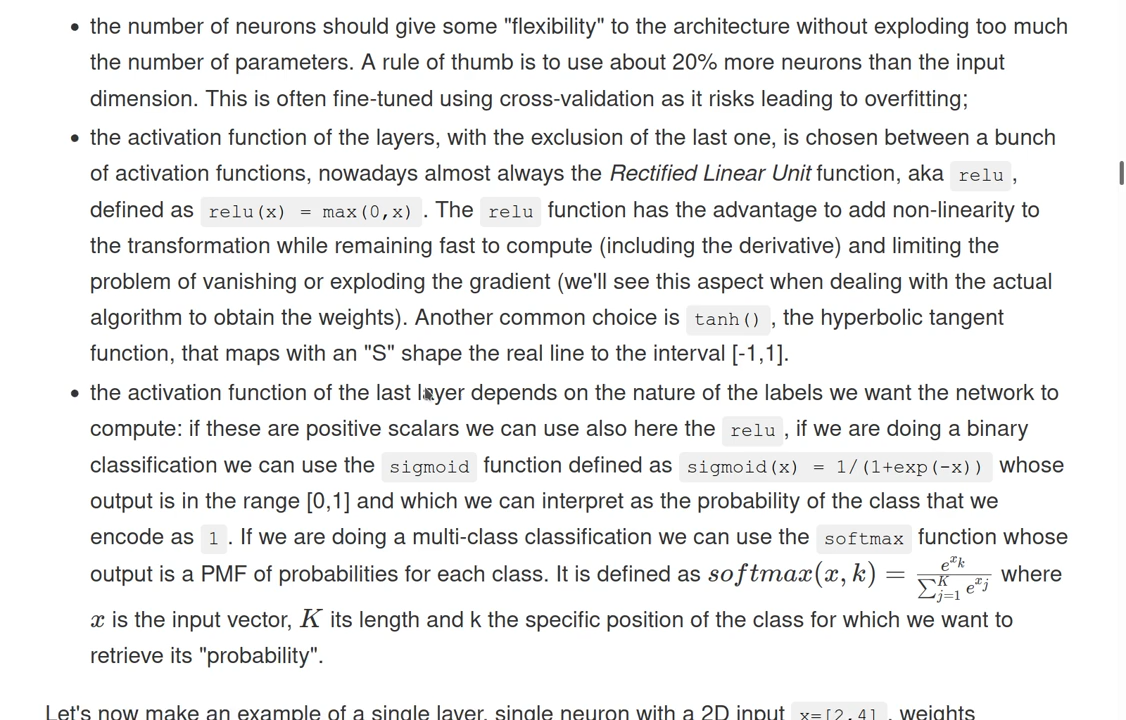 the number of neurons should give some "flexibility" to the architecture without exploding too much
the number of parameters. A rule of thumb is to use about 20% more neurons than the input
dimension. This is often fine-tuned using cross-validation as it risks leading to overfitting;
the activation function of the layers, with the exclusion of the last one, is chosen between a bunch
of activation functions, nowadays almost always the Rectified Linear Unit function, aka relu,
defined as relu(x) = max(0,x). The relu function has the advantage to add non-linearity to
the transformation while remaining fast to compute (including the derivative) and limiting the
problem of vanishing or exploding the gradient (we'll see this aspect when dealing with the actual
algorithm to obtain the weights). Another common choice is tanh(), the hyperbolic tangent
function, that maps with an "S" shape the real line to the interval [-1,1].
the activation function of the last layer depends on the nature of the labels we want the network to
compute: if these are positive scalars we can use also here the relu, if we are doing a binary
classification we can use the sigmoid function defined as sigmoid(x) = 1/(1+exp(-x)) whose
output is in the range [0,1] and which we can interpret as the probability of the class that we
encode as 1. If we are doing a multi-class classification we can use the softmax function whose
output is a PMF of probabilities for each class. It is defined as softmax(x, k) = \frac{e^{x_k}}{\sum_{j=1}^{K} e^{x_j}} where
x is the input vector, K its length and k the specific position of the class for which we want to
retrieve its "probability".
Let's now make an example of a single layer, single neuron with a 2D input x=[2,4], weights